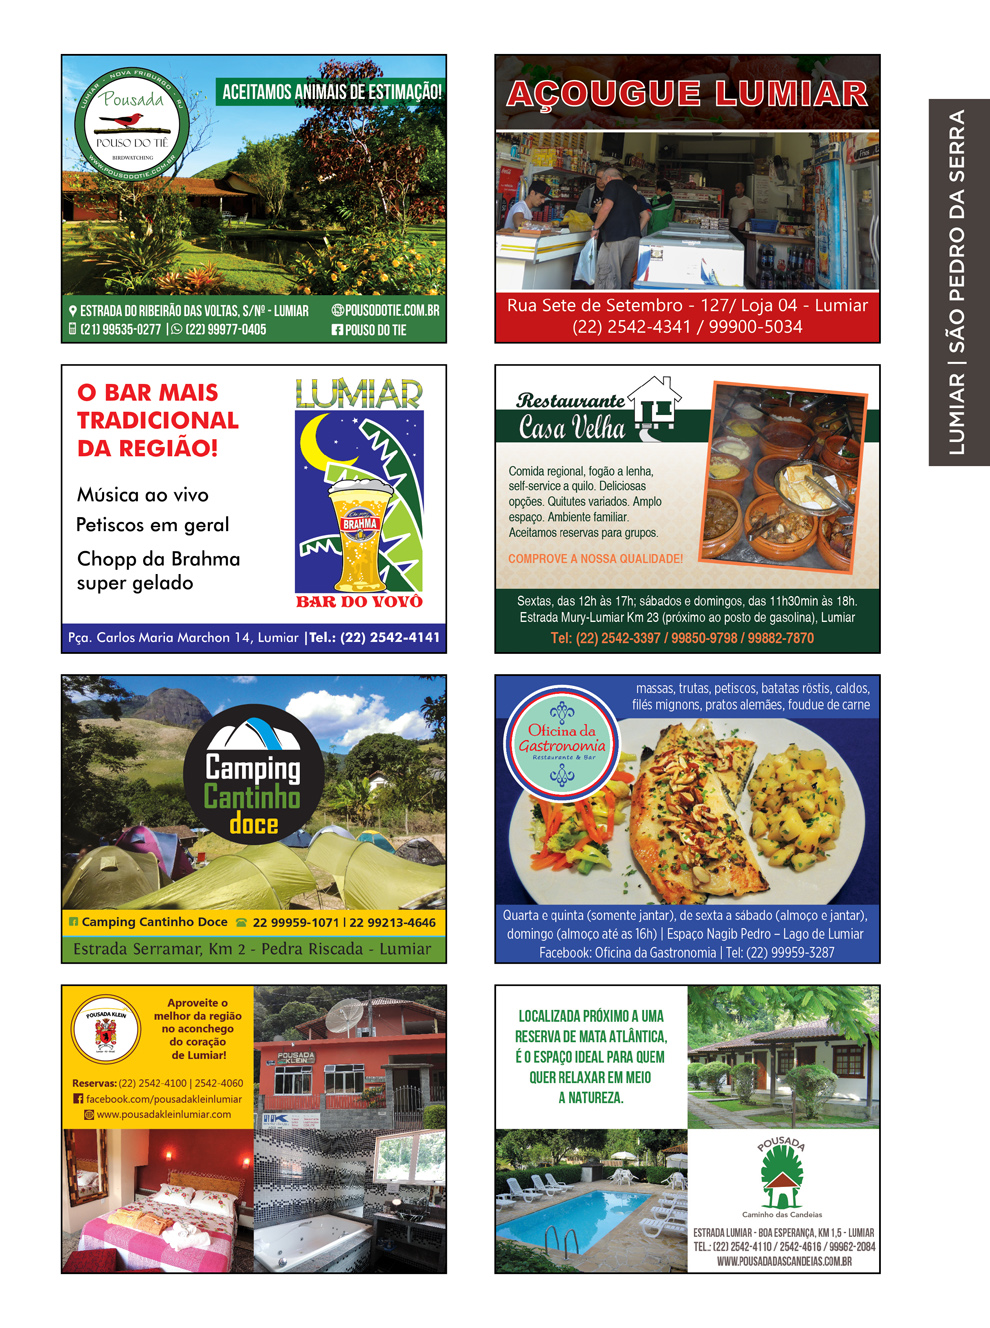 LUMIAR | SÃO PEDRO DA SERRA
LUMIAR - NOVA FRIBURGO - RJ
Pousada
POUSO DO TIÊ
BIRDWATCHING
WWW.POUSODOTIE.COM.BR
ACEITAMOS ANIMAIS DE ESTIMAÇÃO!
ESTRADA DO RIBEIRÃO DAS VOLTAS, S/Nº - LUMIAR
POUSODOTIE.COM.BR
(21) 99535-0277 | (22) 99977-0405
POUSO DO TIE
AÇOUGUE LUMIAR
Rua Sete de Setembro - 127/ Loja 04 - Lumiar
(22) 2542-4341 / 99900-5034
O BAR MAIS
TRADICIONAL
DA REGIÃO!
Música ao vivo
Petiscos em geral
Chopp da Brahma
super gelado
LUMIAR
BRAHMA
BAR DO VOVÔ
Pça. Carlos Maria Marchon 14, Lumiar |Tel.: (22) 2542-4141
Restaurante
Casa Velha
Comida regional, fogão a lenha,
self-service a quilo. Deliciosas
opções. Quitutes variados. Amplo
espaço. Ambiente familiar.
Aceitamos reservas para grupos.
COMPROVE A NOSSA QUALIDADE!
Sextas, das 12h às 17h; sábados e domingos, das 11h30min às 18h.
Estrada Mury-Lumiar Km 23 (próximo ao posto de gasolina), Lumiar
Tel: (22) 2542-3397 / 99850-9798 / 99882-7870
Camping
Cantinho
doce
Camping Cantinho Doce 22 99959-1071 | 22 99213-4646
Estrada Serramar, Km 2 - Pedra Riscada - Lumiar
massas, trutas, petiscos, batatas röstis, caldos,
filés mignons, pratos alemães, foudue de carne
Oficina da
Gastronomia
Restaurante & Bar
Quarta e quinta (somente jantar), de sexta a sábado (almoço e jantar),
domingo (almoço até as 16h) | Espaço Nagib Pedro – Lago de Lumiar
Facebook: Oficina da Gastronomia | Tel: (22) 99959-3287
POUSADA KLEIN
Aproveite o
melhor da região
no aconchego
do coração
de Lumiar!
Reservas: (22) 2542-4100 | 2542-4060
facebook.com/pousadakleinlumiar
www.pousadakleinlumiar.com
POUSADA
KLEIN
LOCALIZADA PRÓXIMO A UMA
RESERVA DE MATA ATLÂNTICA,
É O ESPAÇO IDEAL PARA QUEM
QUER RELAXAR EM MEIO
A NATUREZA.
POUSADA
Caminho das Candeias
ESTRADA LUMIAR - BOA ESPERANÇA, KM 1,5 - LUMIAR
TEL.: (22) 2542-4110 / 2542-4616 / 99962-2084
WWW.POUSADADASCANDEIAS.COM.BR